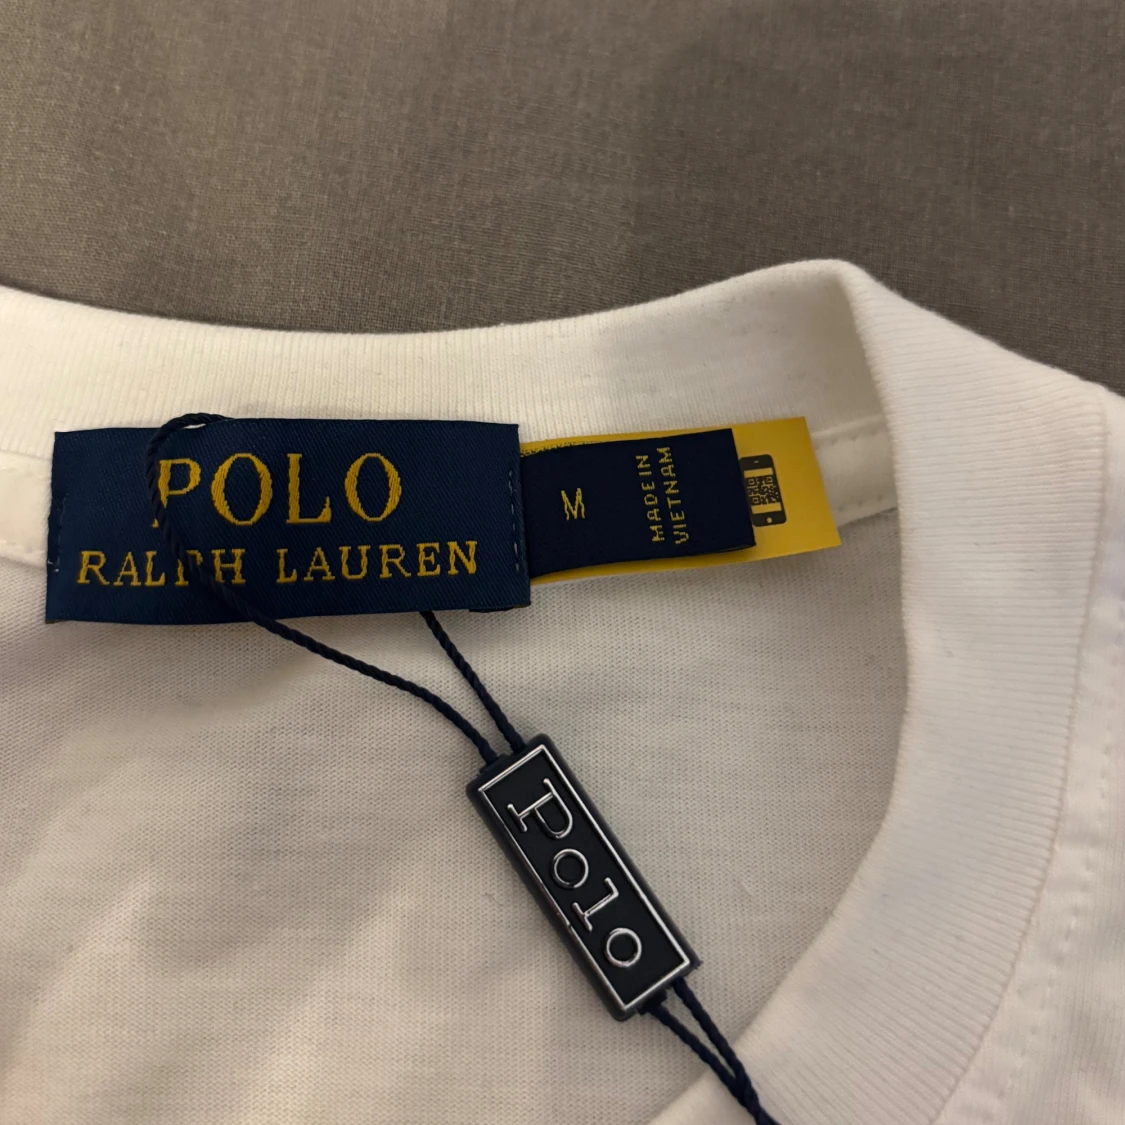 POLO
RALPH LAUREN
M
MADE IN
VIETNAM
Polo